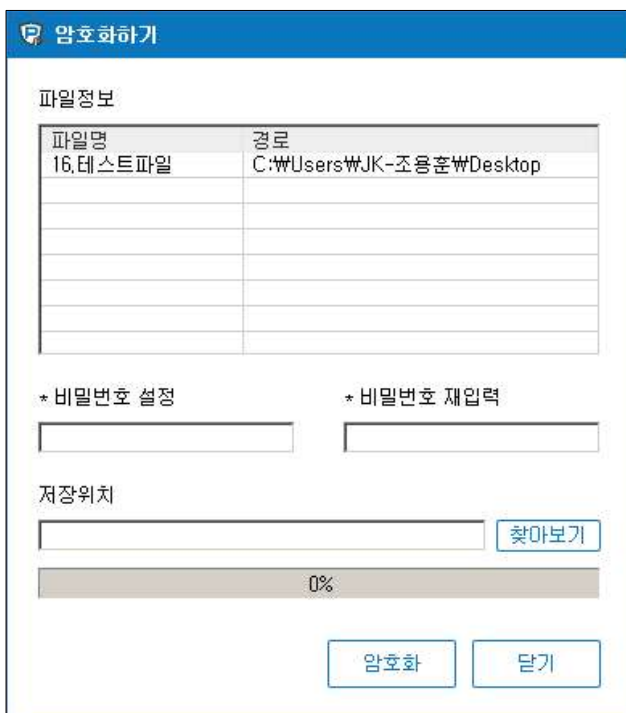 암호화하기
파일정보
파일명 경로
16.테스트파일 C:₩Users₩JK-조용훈₩Desktop
* 비밀번호 설정 * 비밀번호 재입력
저장위치
찾아보기
0%
암호화 닫기